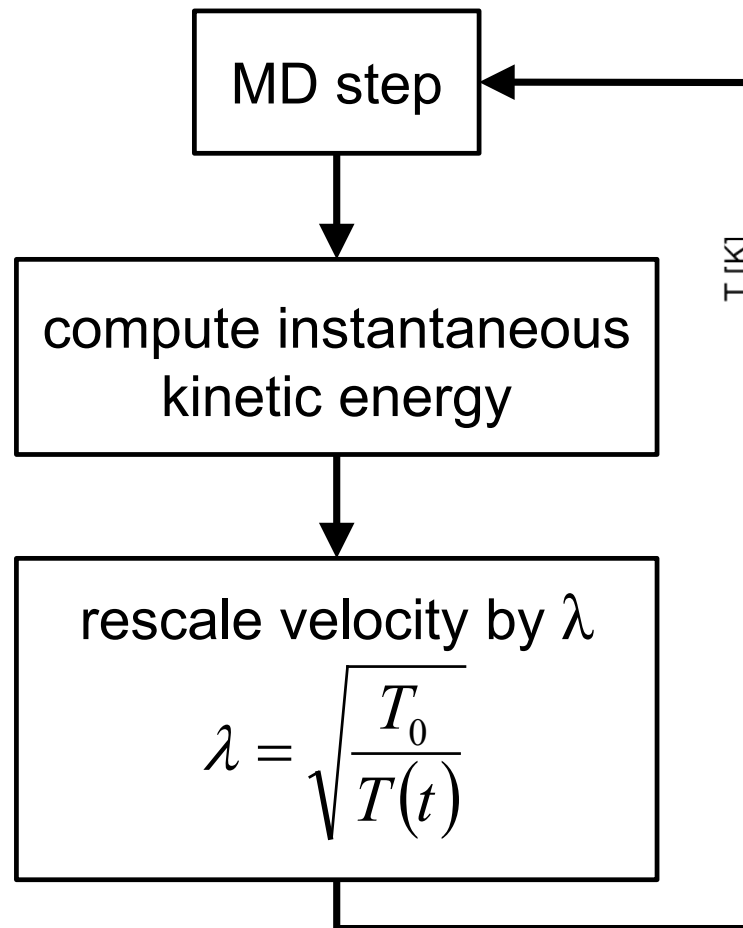 MD step
T [K]
compute instantaneous
kinetic energy
rescale velocity by λ
λ = √(T₀ / T(t))